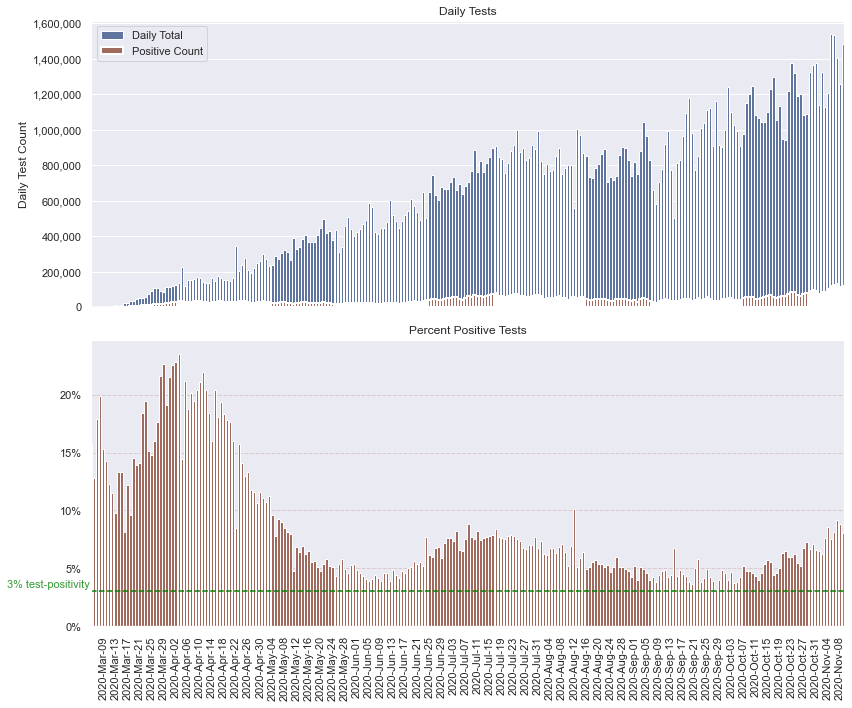 Daily Tests
1,600,000
1,400,000
1,200,000
1,000,000
800,000
600,000
400,000
200,000
0
Daily Test Count
Daily Total
Positive Count
Percent Positive Tests
20%
15%
10%
5%
3% test-positivity
0%
2020-Mar-09
2020-Mar-13
2020-Mar-17
2020-Mar-21
2020-Mar-25
2020-Mar-29
2020-Apr-02
2020-Apr-06
2020-Apr-10
2020-Apr-14
2020-Apr-18
2020-Apr-22
2020-Apr-26
2020-Apr-30
2020-May-04
2020-May-08
2020-May-12
2020-May-16
2020-May-20
2020-May-24
2020-May-28
2020-Jun-01
2020-Jun-05
2020-Jun-09
2020-Jun-13
2020-Jun-17
2020-Jun-21
2020-Jun-25
2020-Jun-29
2020-Jul-03
2020-Jul-07
2020-Jul-11
2020-Jul-15
2020-Jul-19
2020-Jul-23
2020-Jul-27
2020-Jul-31
2020-Aug-04
2020-Aug-08
2020-Aug-12
2020-Aug-16
2020-Aug-20
2020-Aug-24
2020-Aug-28
2020-Sep-01
2020-Sep-05
2020-Sep-09
2020-Sep-13
2020-Sep-17
2020-Sep-21
2020-Sep-25
2020-Sep-29
2020-Oct-03
2020-Oct-07
2020-Oct-11
2020-Oct-15
2020-Oct-19
2020-Oct-23
2020-Oct-27
2020-Oct-31
2020-Nov-04
2020-Nov-08